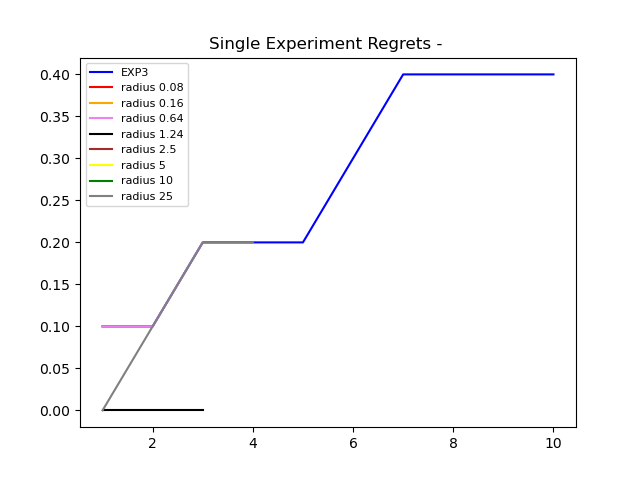 Single Experiment Regrets -
EXP3
radius 0.08
radius 0.16
radius 0.64
radius 1.24
radius 2.5
radius 5
radius 10
radius 25
0.40
0.35
0.30
0.25
0.20
0.15
0.10
0.05
0.00
2 4 6 8 10